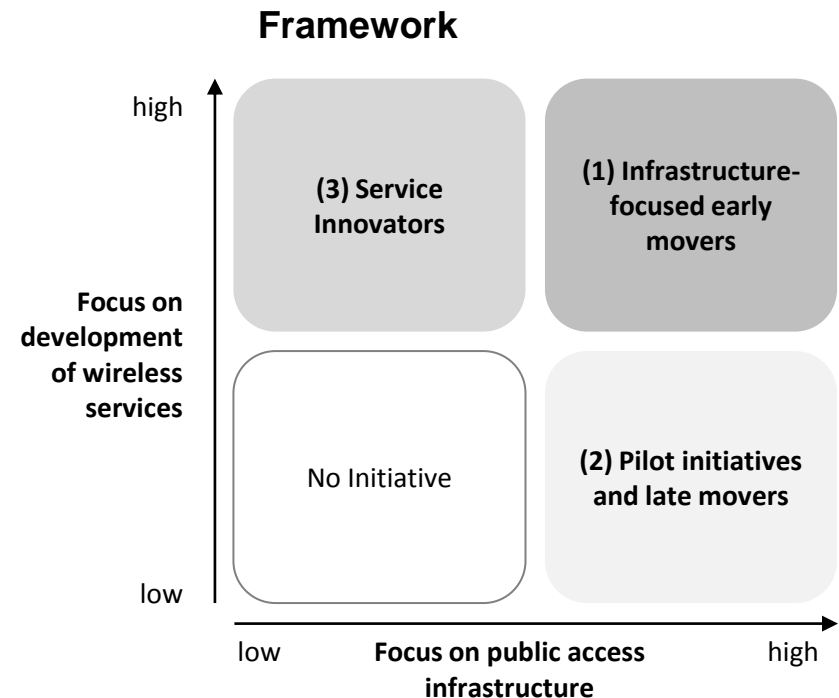 Framework
high
(3) Service
Innovators
(1) Infrastructure-
focused early
movers
Focus on
development
of wireless
services
No Initiative
(2) Pilot initiatives
and late movers
low
low
Focus on public access
infrastructure
high